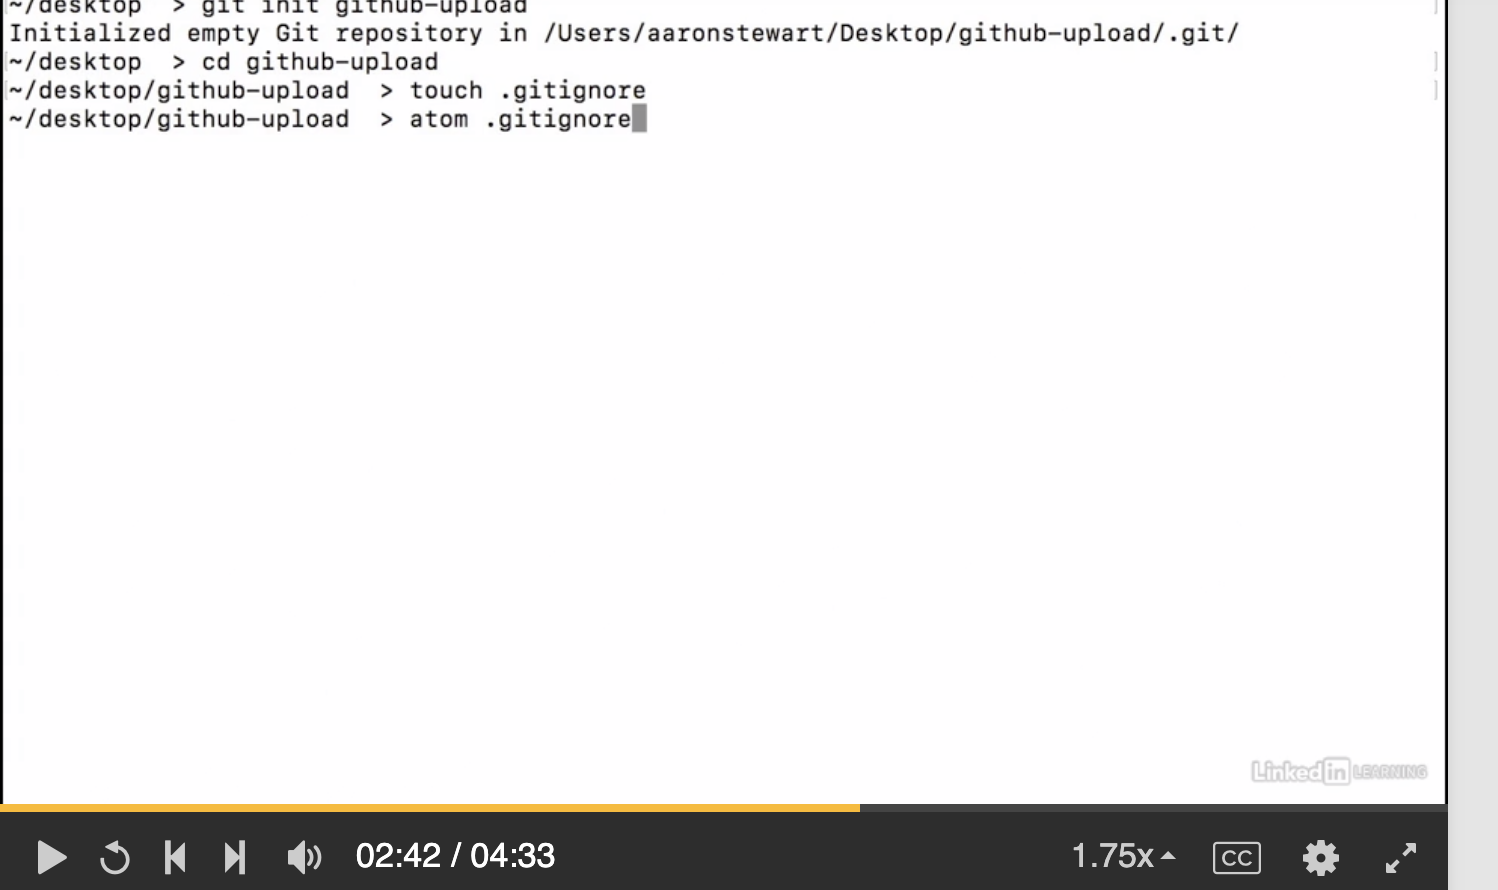 ~/desktop  > git init github-upload
Initialized empty Git repository in /Users/aaronstewart/Desktop/github-upload/.git/
~/desktop  > cd github-upload
~/desktop/github-upload  > touch .gitignore
~/desktop/github-upload  > atom .gitignore
Linked in LEARNING
02:42 / 04:33
1.75x
CC